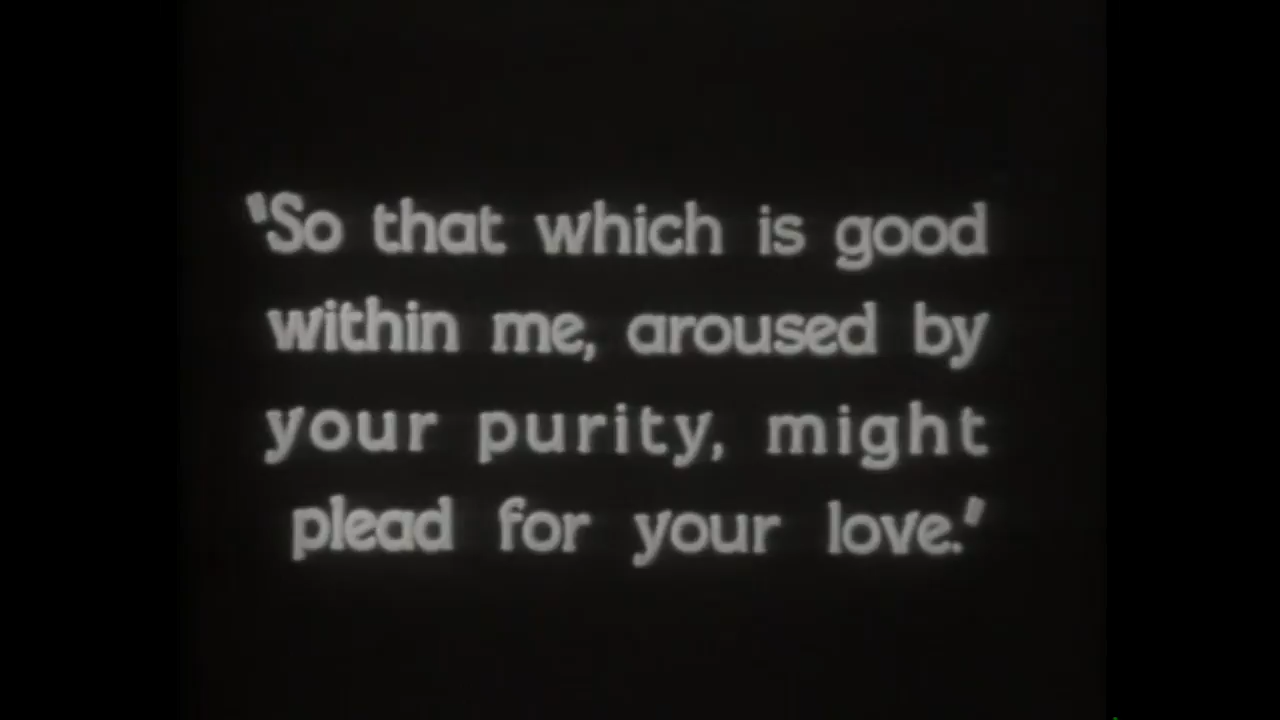 "So that which is good
within me, aroused by
your purity, might
plead for your love."